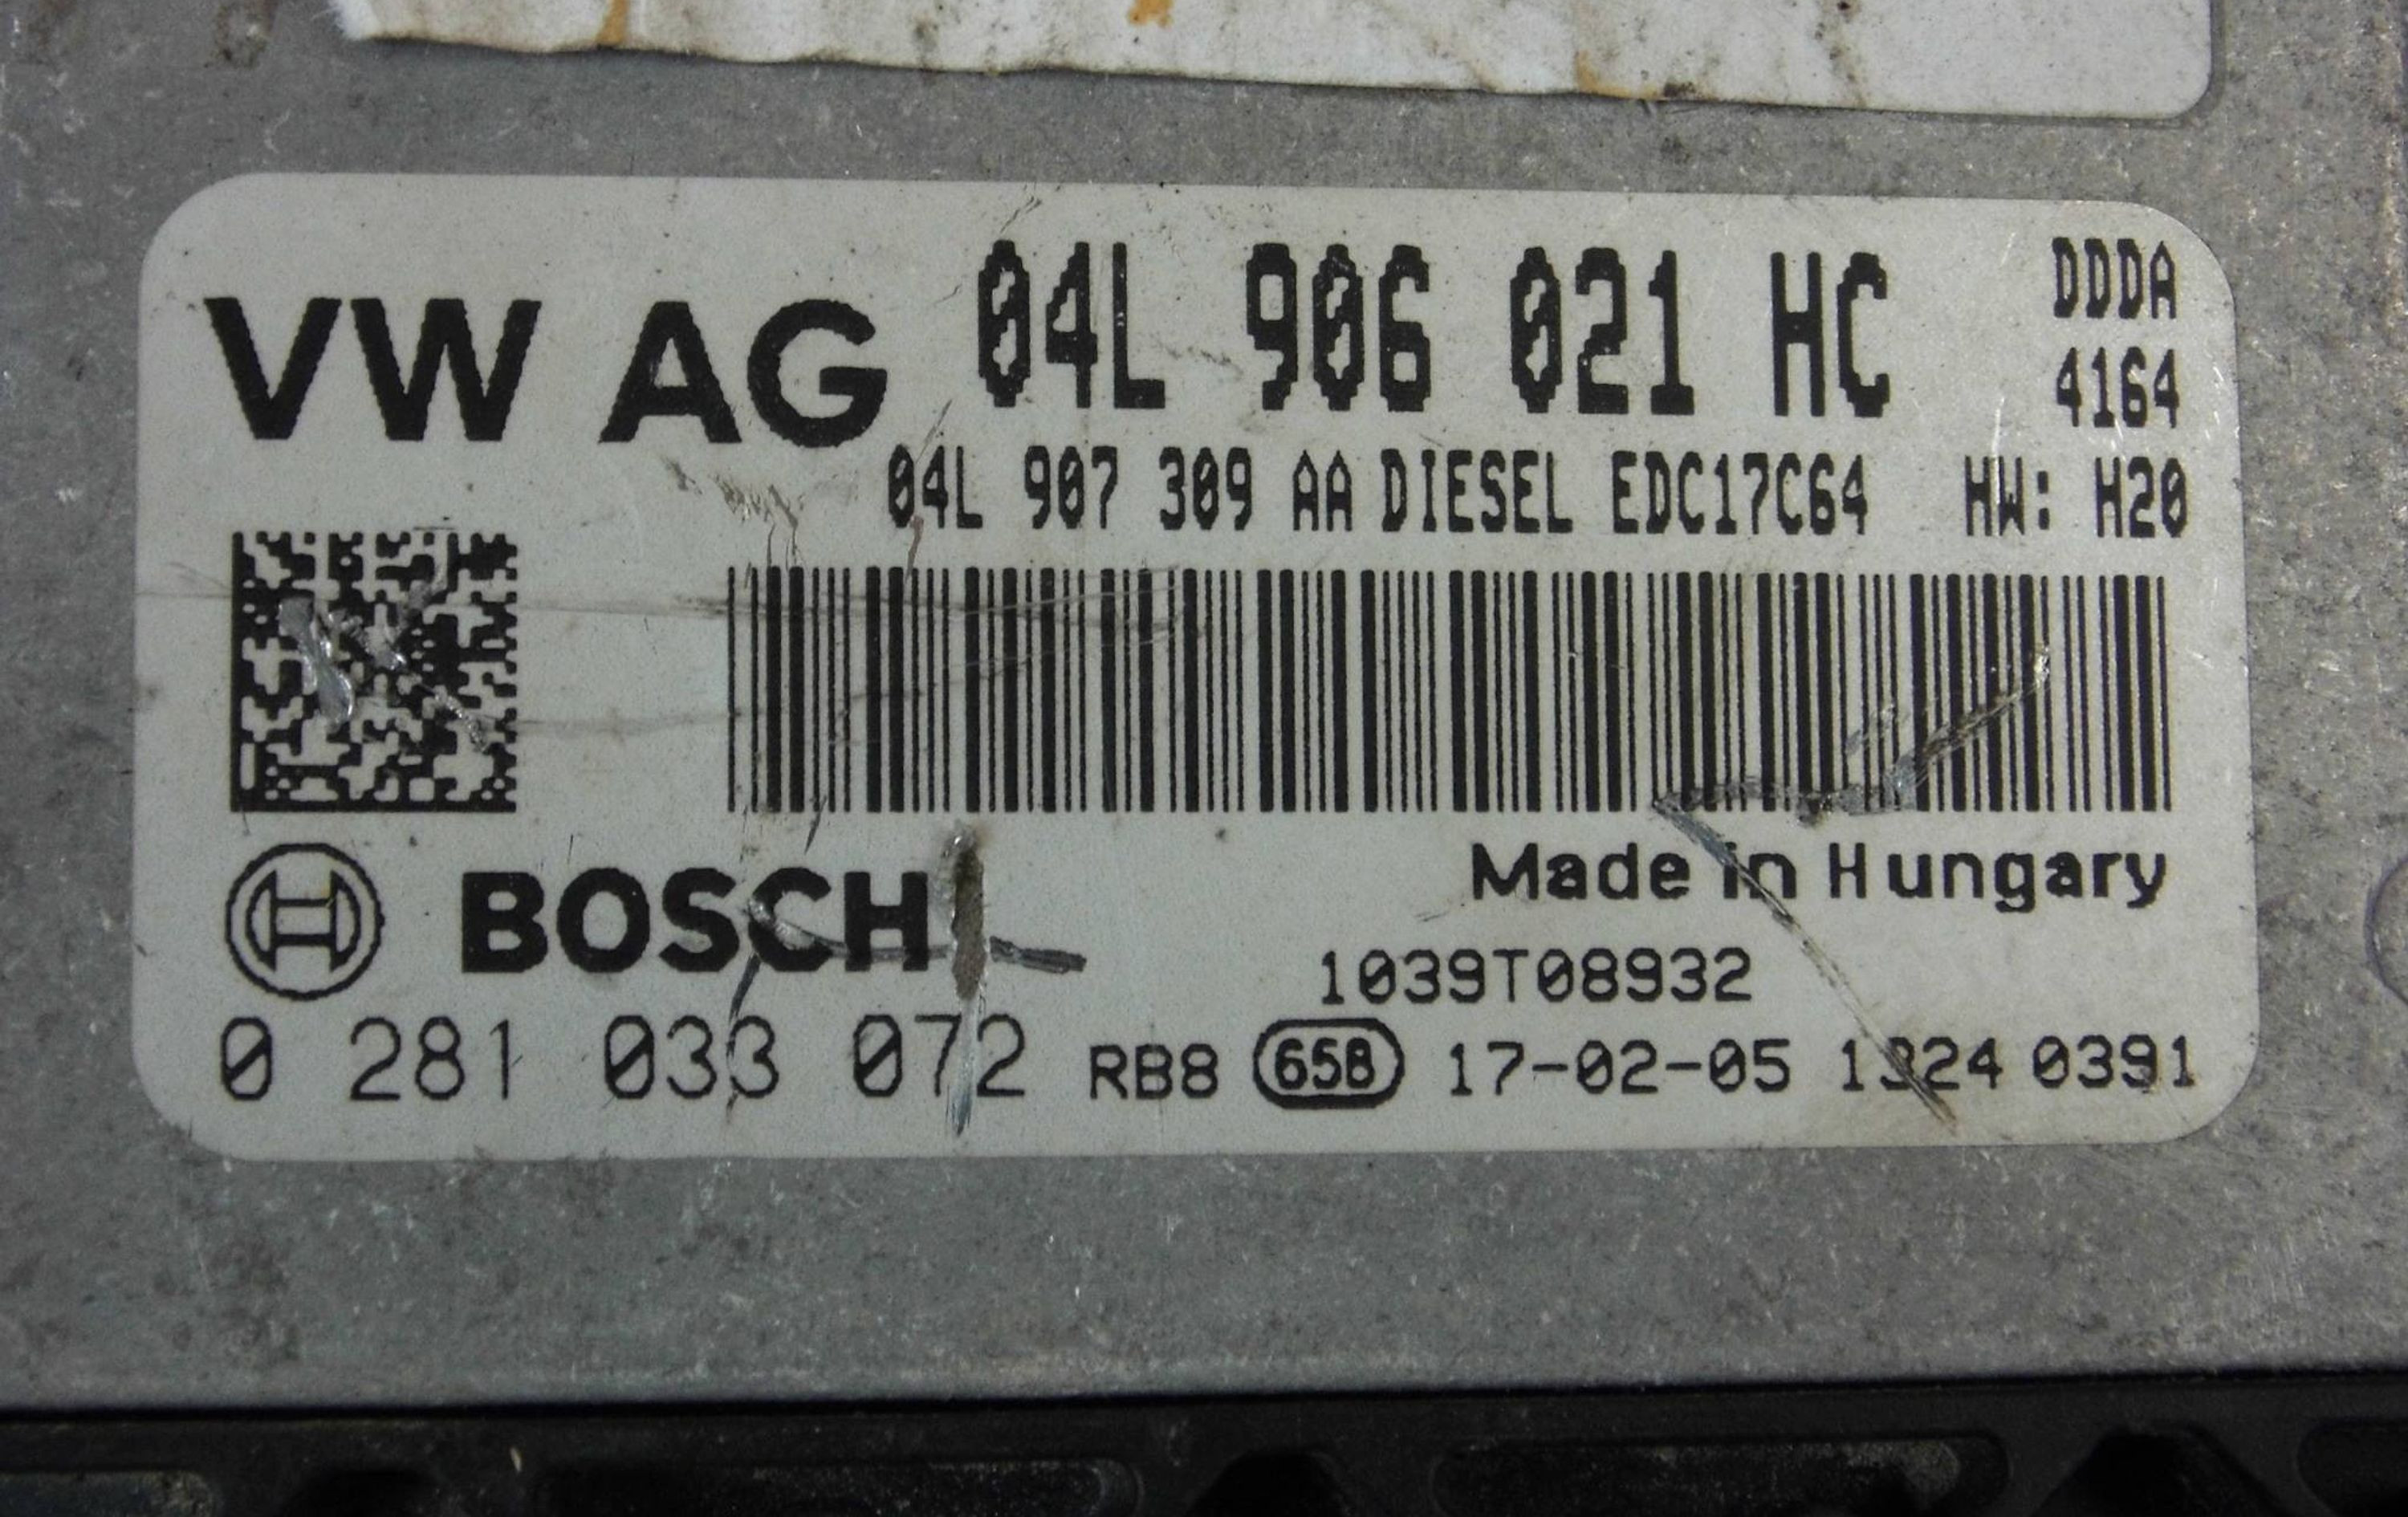 VW AG 04L 906 021 HC DDDA
4164
04L 907 309 AA DIESEL EDC17C64 HW: H20
BOSCH
Made in Hungary
1039T08932
0 281 033 072 RB8 658 17-02-05 1324 0391